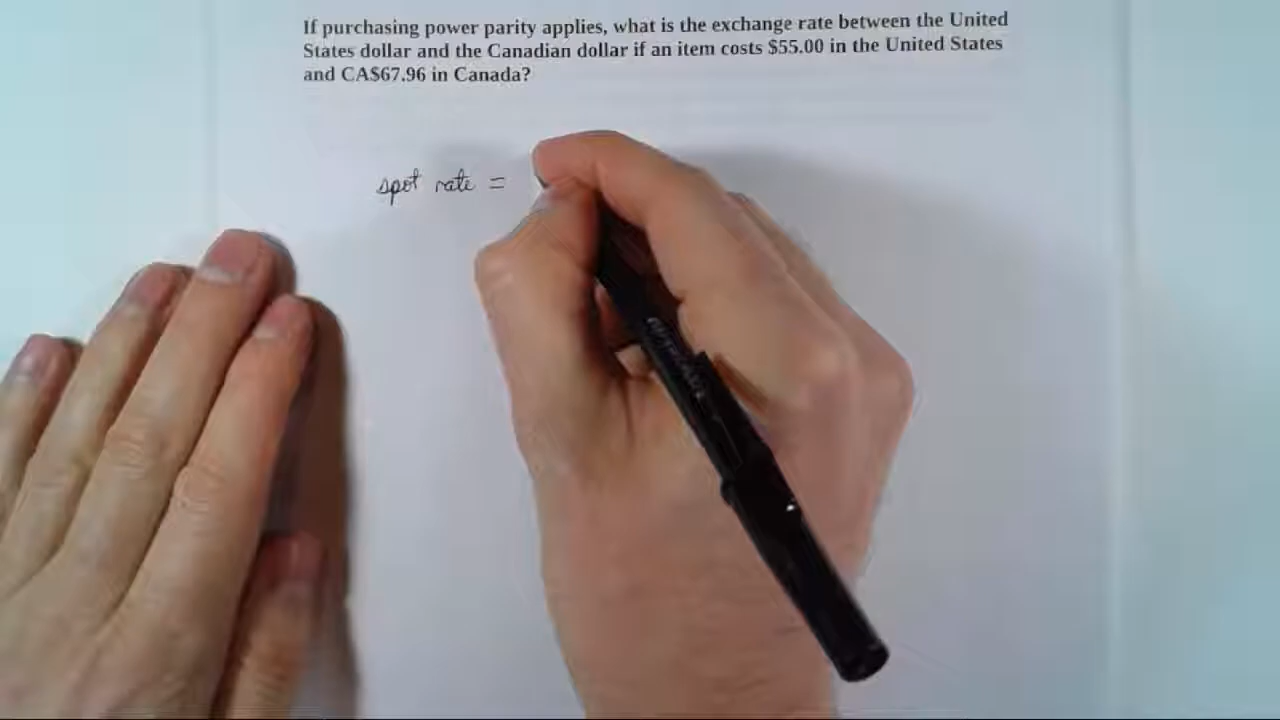 If purchasing power parity applies, what is the exchange rate between the United
States dollar and the Canadian dollar if an item costs $55.00 in the United States
and CA$67.96 in Canada?
spot rate =